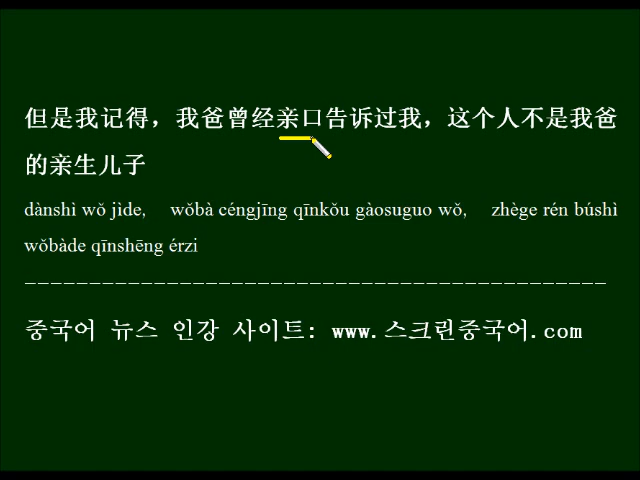 但是我记得，我爸曾经亲口告诉过我，这个人不是我爸
的亲生儿子
dànshì wǒ jìde,    wǒbà céngjīng qīnkǒu gàosuguo wǒ,    zhège rén búshì
wǒbàde qīnshēng érzi
---------------------------------------------
중국어 뉴스 인강 사이트: www.스크린중국어.com